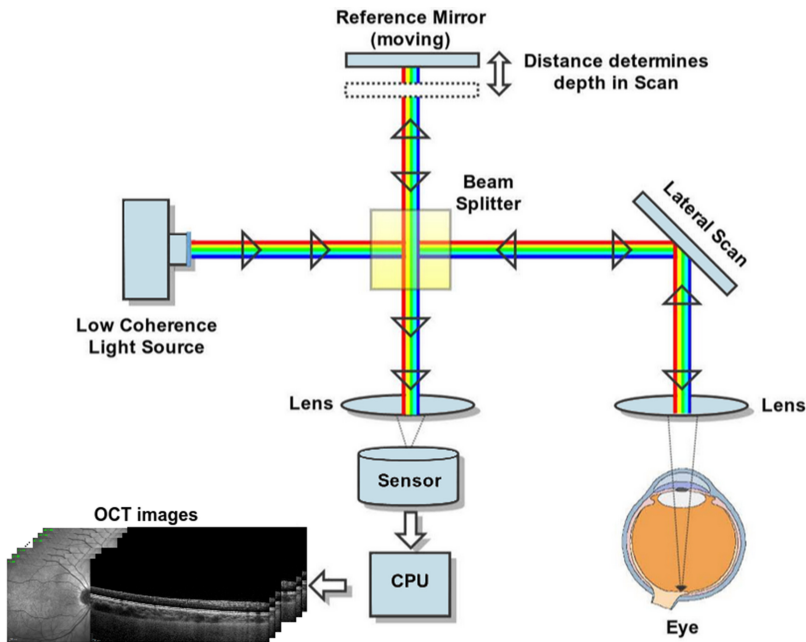 Reference Mirror
(moving)
Distance determines
depth in Scan
Beam
Splitter
Lateral Scan
Low Coherence
Light Source
Lens
Lens
Sensor
OCT images
CPU
Eye